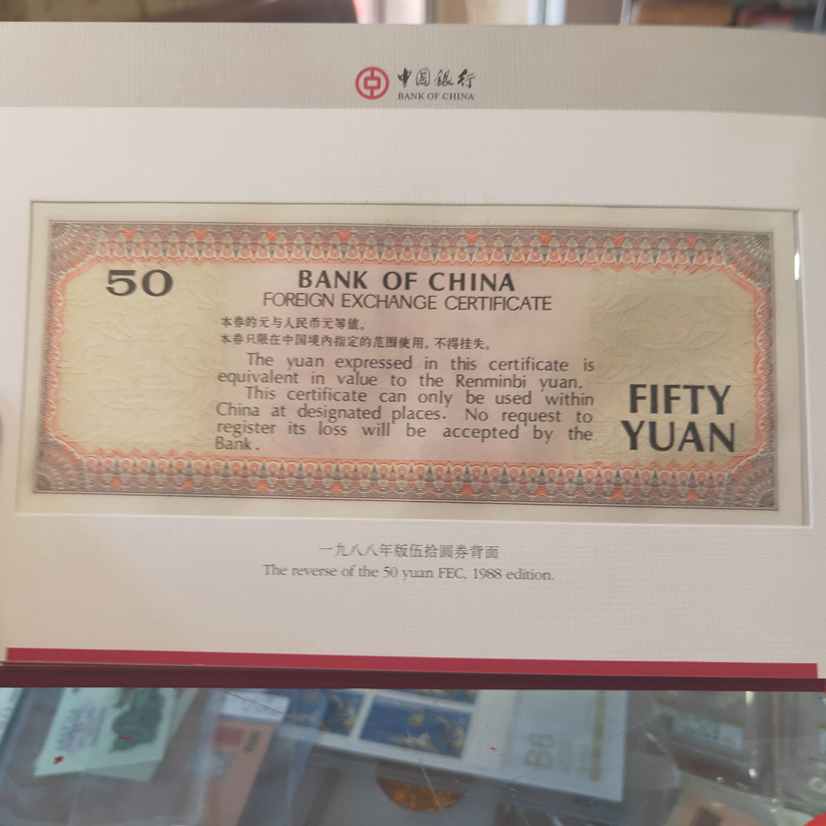 中国银行
BANK OF CHINA
50
BANK OF CHINA
FOREIGN EXCHANGE CERTIFICATE
本券的元与人民币元等值。
本券只限在中国境内指定的范围使用,不得挂失。
The yuan expressed in this certificate is
equivalent in value to the Renminbi yuan.
This certificate can only be used within
China at designated places. No request to
register its loss will be accepted by the
Bank.
FIFTY
YUAN
一九八八年版伍拾圆券背面
The reverse of the 50 yuan FEC, 1988 edition.